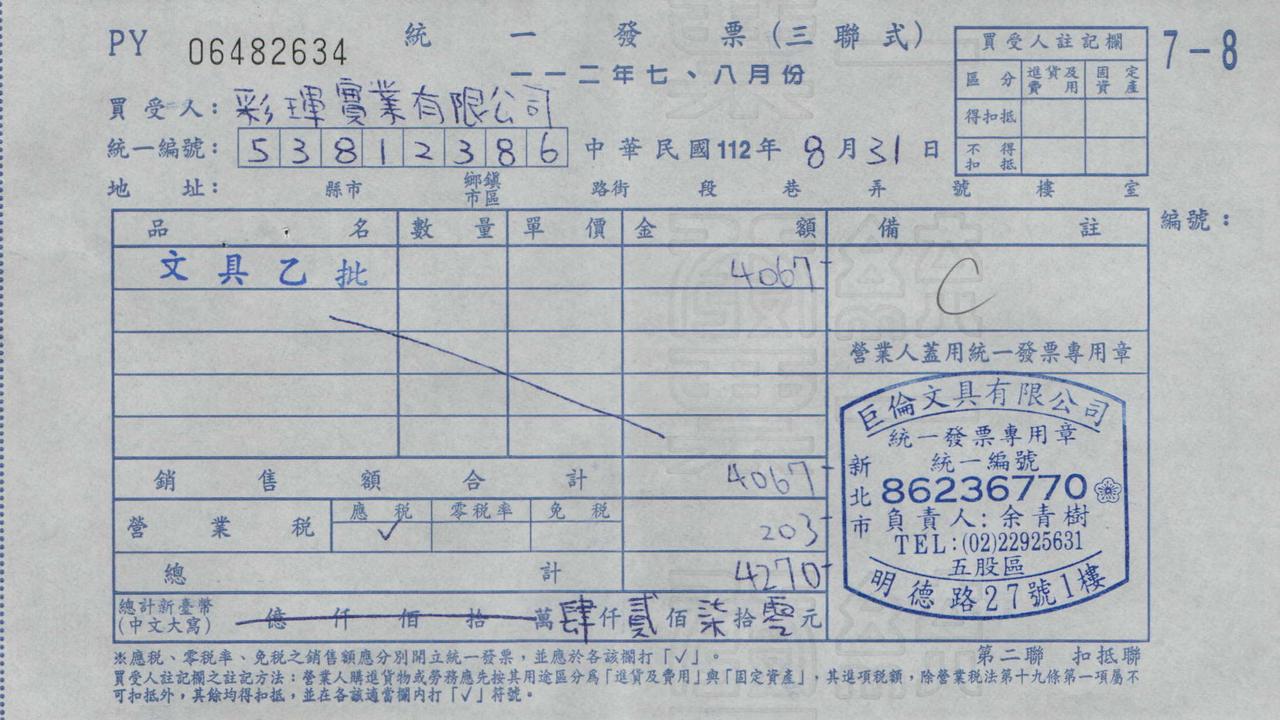 PY 06482634 統一發票(三聯式)
一一二年七、八月份
7-8
買受人註記欄
區分 進貨及費用 固定資產
得扣抵
不得扣抵
買受人:彩琿實業有限公司
統一編號:53812386 中華民國112年8月31日
地址: 縣市 鄉鎮市區 路街 段 巷 弄 號 樓 室
品名 數量 單價 金額 備註 編號:
文具乙批 4067 C
營業人蓋用統一發票專用章
銷售額合計 4067
營業稅 應稅 零稅率 免稅 203
✓
總計 4270
總計新臺幣
(中文大寫) 億仟佰拾萬肆仟貳佰柒拾零元
巨倫文具有限公司
統一發票專用章
統一編號
86236770
負責人:余青樹
TEL:(02)22925631
新北市五股區
明德路27號1樓
※應稅、零稅率、免稅之銷售額應分別開立統一發票,並應於各該欄打「✓」。 第二聯 扣抵聯
買受人註記欄之註記方法:營業人購進貨物或勞務應先按其用途區分為「進貨及費用」與「固定資產」,其進項稅額,除營業稅法第十九條第一項屬不
可扣抵外,其餘均得扣抵,並在各該適當欄內打「✓」符號。